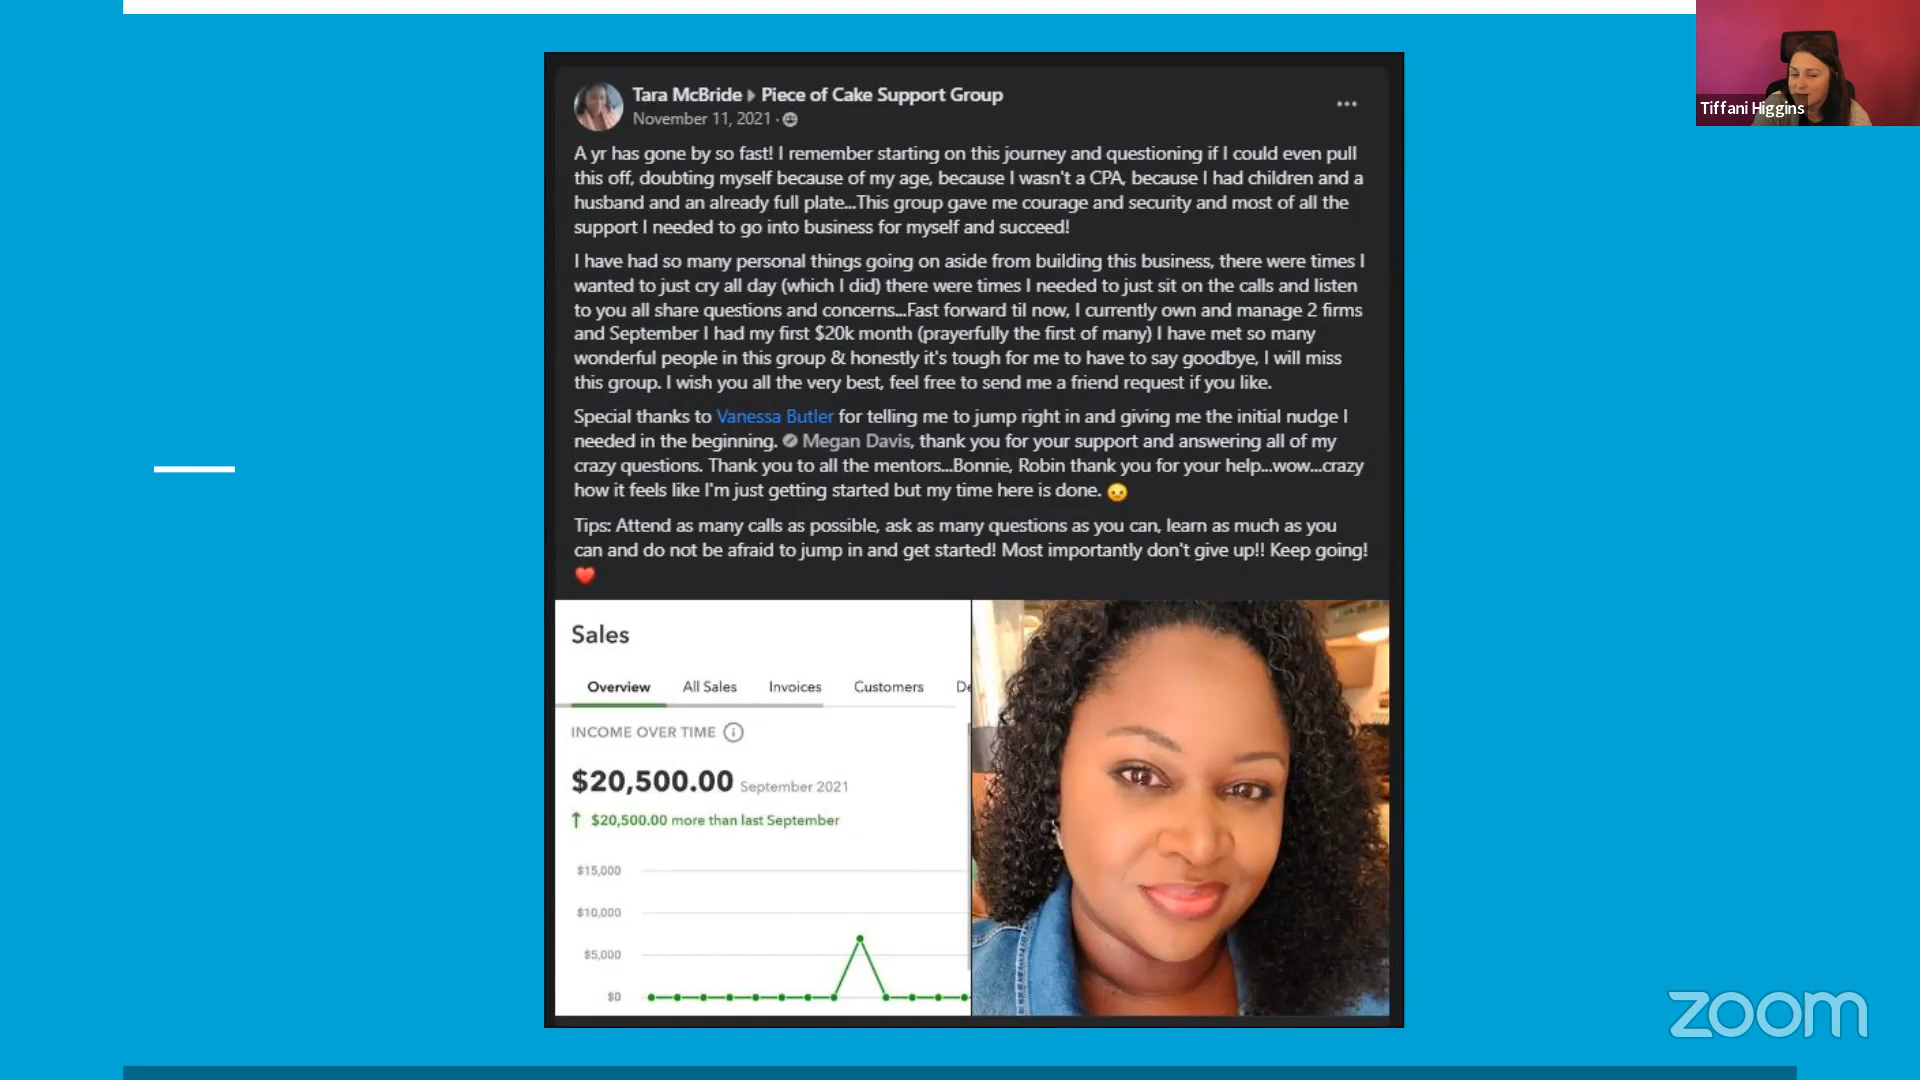 Tara McBride Piece of Cake Support Group
November 11, 2021 ·
A yr has gone by so fast! I remember starting on this journey and questioning if I could even pull
this off, doubting myself because of my age, because I wasn't a CPA, because I had children and a
husband and an already full plate...This group gave me courage and security and most of all the
support I needed to go into business for myself and succeed!
I have had so many personal things going on aside from building this business, there were times I
wanted to just cry all day (which I did) there were times I needed to just sit on the calls and listen
to you all share questions and concerns...Fast forward til now, I currently own and manage 2 firms
and September I had my first $20k month (prayerfully the first of many) I have met so many
wonderful people in this group & honestly it's tough for me to have to say goodbye, I will miss
this group. I wish you all the very best, feel free to send me a friend request if you like.
Special thanks to Vanessa Butler for telling me to jump right in and giving me the initial nudge I
needed in the beginning. Megan Davis, thank you for your support and answering all of my
crazy questions. Thank you to all the mentors...Bonnie, Robin thank you for your help...wow...crazy
how it feels like I'm just getting started but my time here is done. 😞
Tips: Attend as many calls as possible, ask as many questions as you can, learn as much as you
can and do not be afraid to jump in and get started! Most importantly don't give up!! Keep going!
❤️
Sales
Overview All Sales Invoices Customers De
INCOME OVER TIME
$20,500.00 September 2021
↑ $20,500.00 more than last September
$15,000
$10,000
$5,000
$0
Tiffani Higgins
zoom